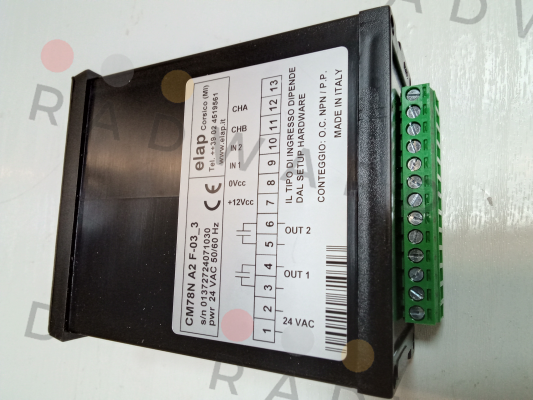 elap
Corsico (MI)
Tel. ++39.02 4519561
www.elap.it
CM78N A2 F-03_3
s/n 01372724071030
pwr 24 VAC 50/60 Hz
CE
+12Vcc
0Vcc
IN 1
IN 2
CHB
CHA
1 2 3 4 5 6 7 8 9 10 11 12 13
24 VAC
OUT 1
OUT 2
IL TIPO DI INGRESSO DIPENDE
DAL SETUP HARDWARE
CONTEGGIO: O.C. NPN / P.P.
MADE IN ITALY
RADWAY